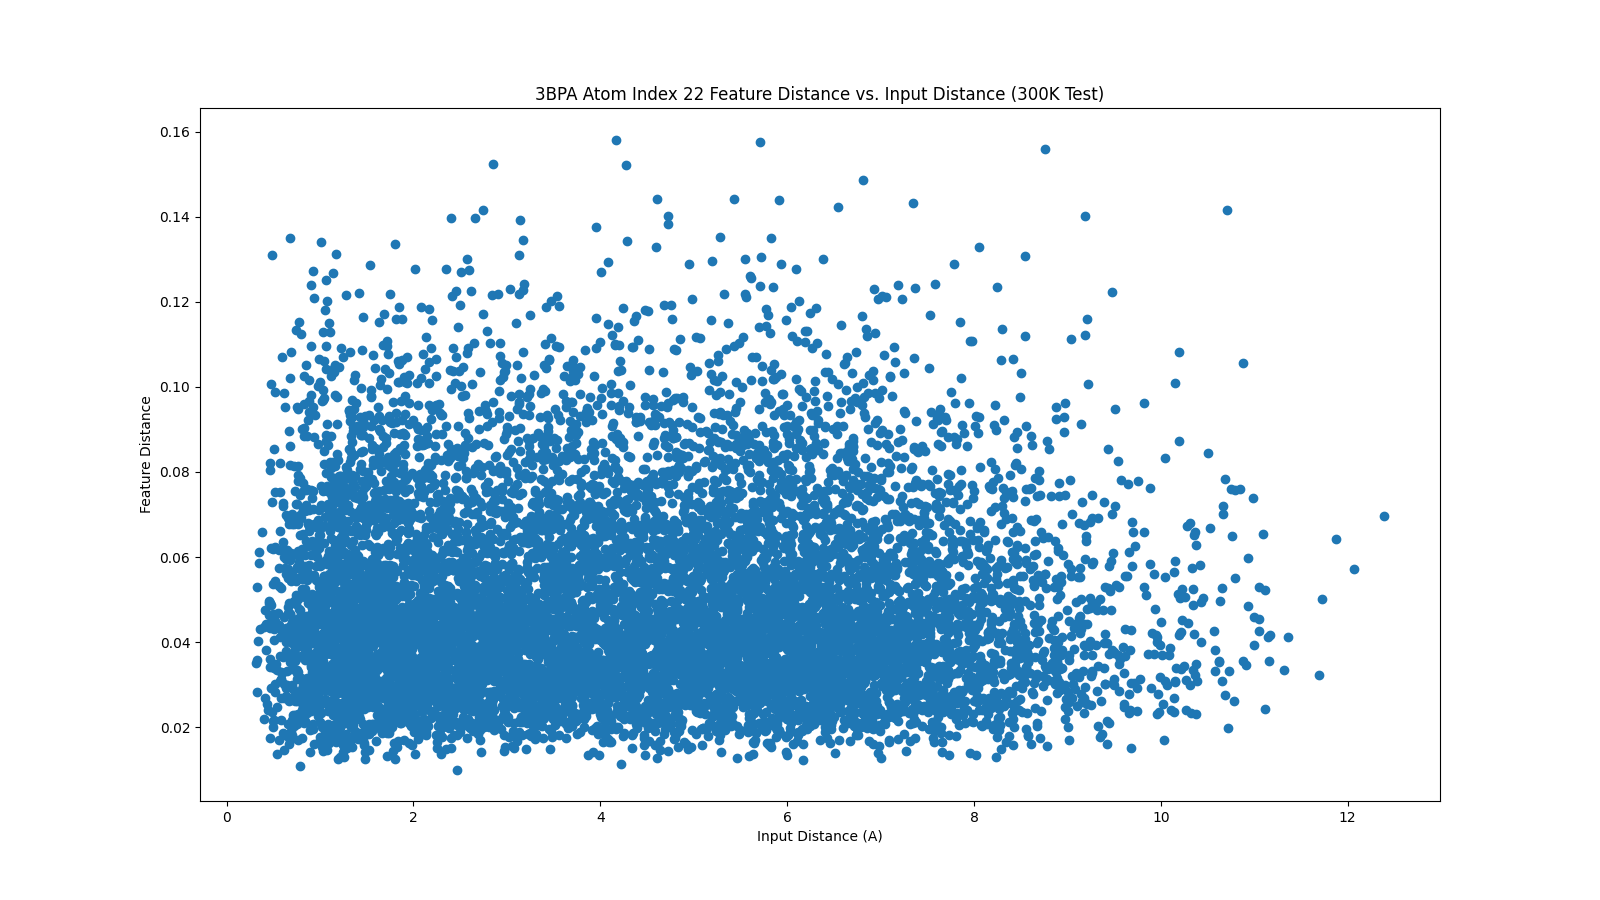 3BPA Atom Index 22 Feature Distance vs. Input Distance (300K Test)
0.16
0.14
0.12
0.10
0.08
0.06
0.04
0.02
Feature Distance
0 2 4 6 8 10 12
Input Distance (A)